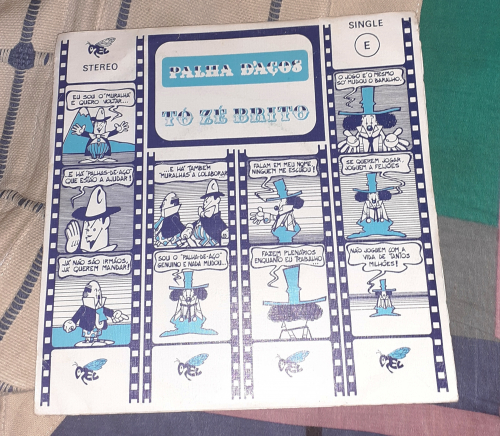 STEREO
PALHA D'AÇOS
TÓ ZÉ BRITO
SINGLE
E
EU SOU O "MURALHA"
E QUERO VOLTAR...
E HÁ "PALHAS-DE-AÇO"
QUE ESTÃO A AJUDAR!
JÁ NÃO SÃO IRMÃOS,
JÁ QUEREM MANDAR!
...E HÁ TAMBÉM
"MURALHAS" A COLABORAR
SOU O "PALHA-DE-AÇO"
GENUÍNO E NADA MUDOU...
FALAM EM MEU NOME,
NINGUÉM ME ESCUDOU!
FAZEM PLENÁRIOS
ENQUANTO EU TRABALHO
O JOGO É O MESMO
SÓ MUDOU O BARALHO.
SE QUEREM JOGAR,
JOGUEM A FEIJÕES
NÃO JOGUEM COM A
VIDA DE TANTOS
MILHÕES!